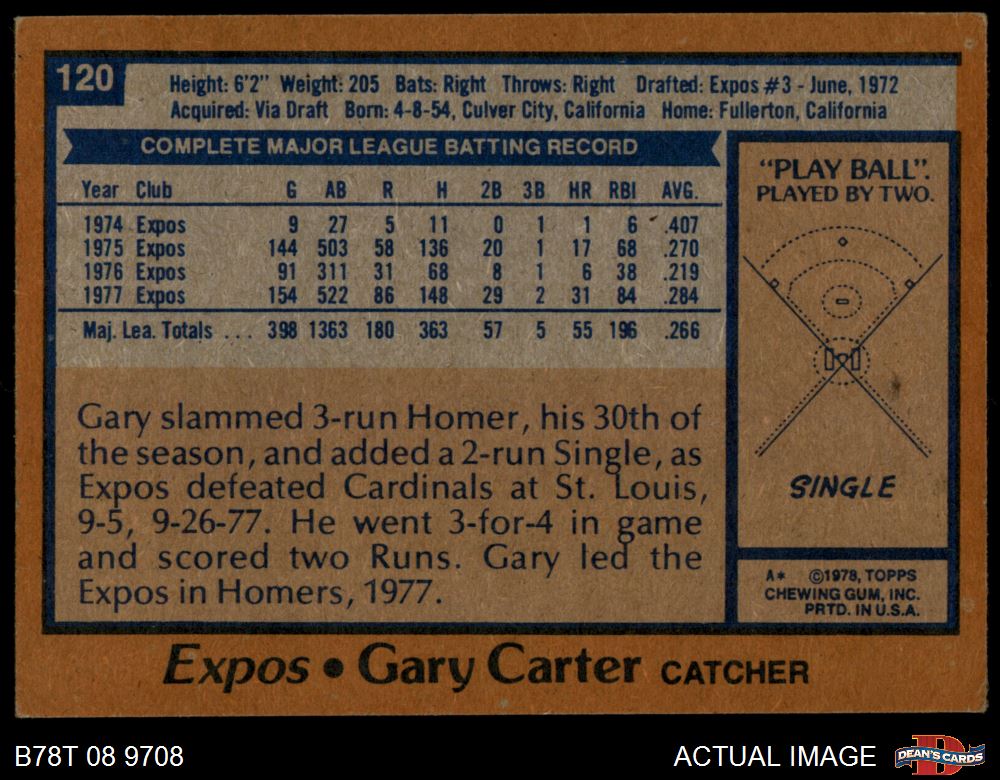 120
Height: 6'2" Weight: 205 Bats: Right Throws: Right Drafted: Expos #3 - June, 1972
Acquired: Via Draft Born: 4-8-54, Culver City, California Home: Fullerton, California
COMPLETE MAJOR LEAGUE BATTING RECORD
Year Club G AB R H 2B 3B HR RBI AVG.
1974 Expos 9 27 5 11 0 1 1 6 .407
1975 Expos 144 503 58 136 20 1 17 68 .270
1976 Expos 91 311 31 68 8 1 6 38 .219
1977 Expos 154 522 86 148 29 2 31 84 .284
Maj. Lea. Totals ... 398 1363 180 363 57 5 55 196 .266
Gary slammed 3-run Homer, his 30th of
the season, and added a 2-run Single, as
Expos defeated Cardinals at St. Louis,
9-5, 9-26-77. He went 3-for-4 in game
and scored two Runs. Gary led the
Expos in Homers, 1977.
"PLAY BALL".
PLAYED BY TWO.
SINGLE
A* ©1978, TOPPS
CHEWING GUM, INC.
PRTD. IN U.S.A.
Expos • Gary Carter CATCHER
B78T 08 9708
ACTUAL IMAGE
DEAN'S CARDS